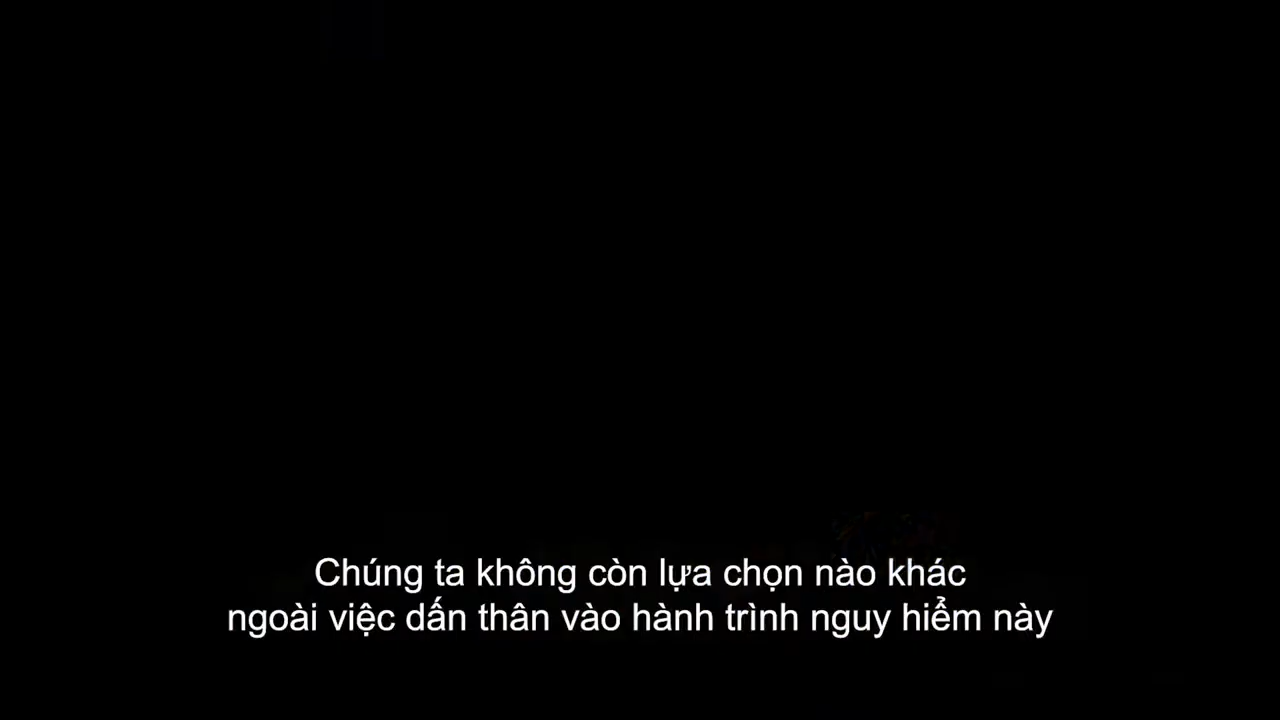 Chúng ta không còn lựa chọn nào khác
ngoài việc dấn thân vào hành trình nguy hiểm này